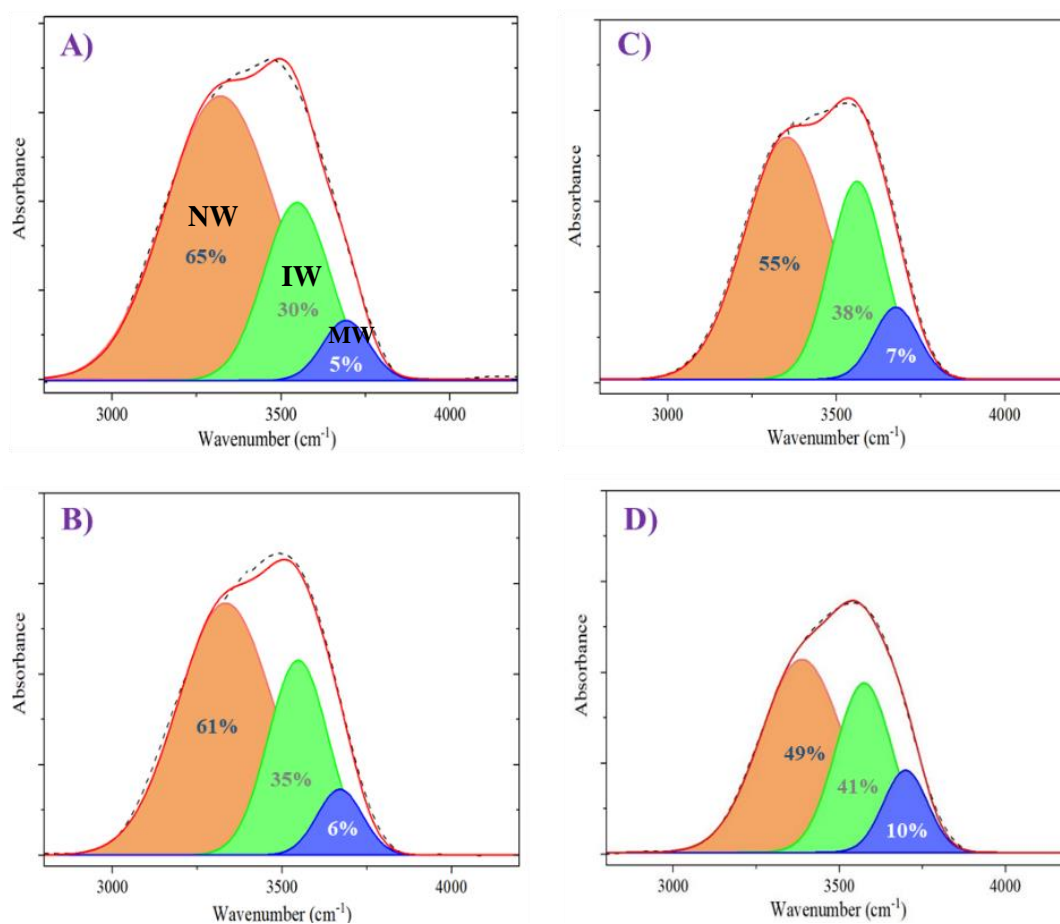 A)
Absorbance
NW
65%
IW
30%
MW
5%
3000 3500 4000
Wavenumber (cm⁻¹)
C)
Absorbance
55%
38%
7%
3000 3500 4000
Wavenumber (cm⁻¹)
B)
Absorbance
61%
35%
6%
3000 3500 4000
Wavenumber (cm⁻¹)
D)
Absorbance
49%
41%
10%
3000 3500 4000
Wavenumber (cm⁻¹)